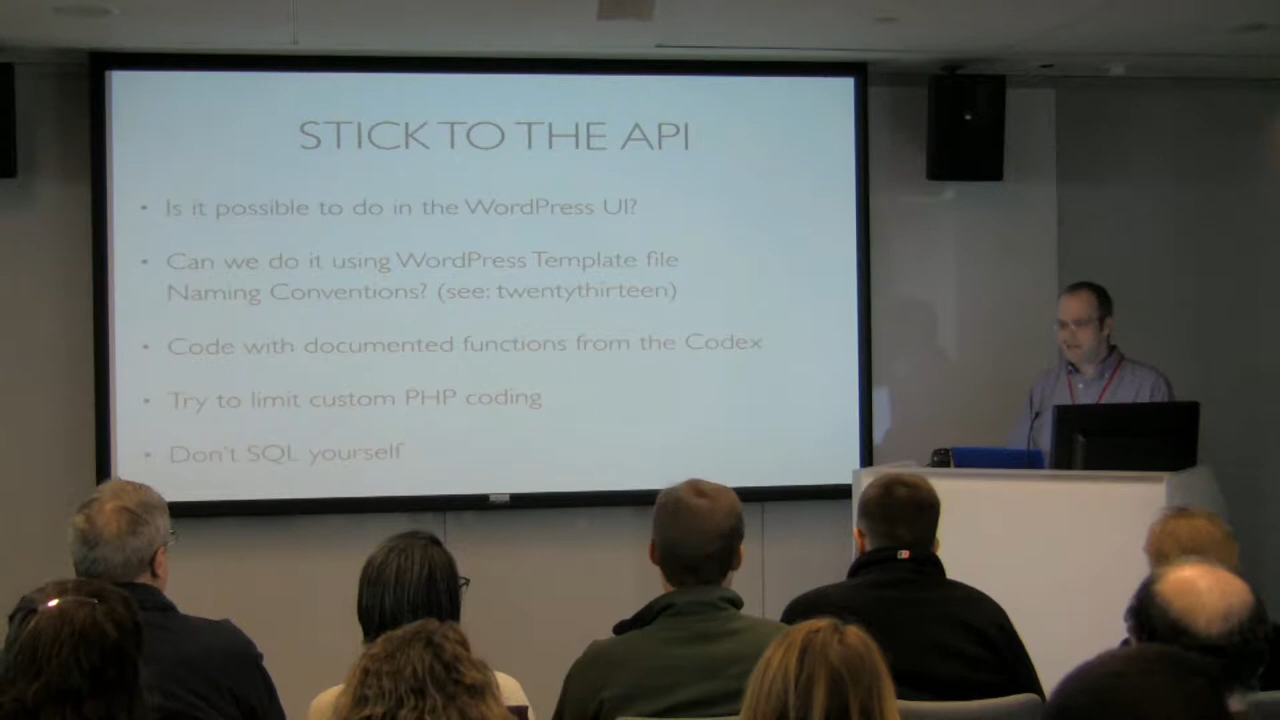 STICK TO THE API
• Is it possible to do in the WordPress UI?
• Can we do it using WordPress Template file
Naming Conventions? (see: twentythirteen)
• Code with documented functions from the Codex
• Try to limit custom PHP coding
• Don't SQL yourself